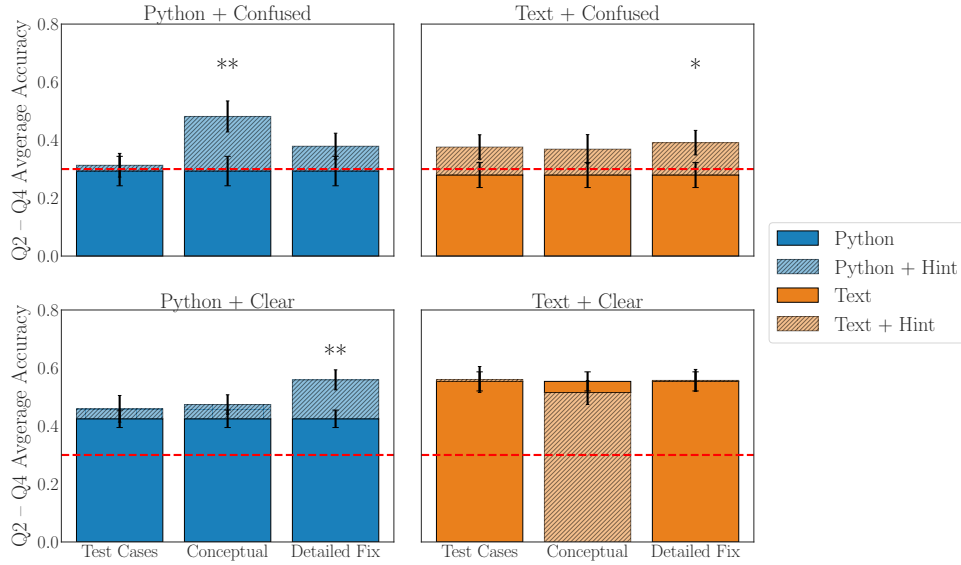 Python + Confused
Text + Confused
Q2 – Q4 Avgerage Accuracy
0.8
0.6
0.4
0.2
0.0
**
*
Python + Clear
Text + Clear
Q2 – Q4 Avgerage Accuracy
0.8
0.6
0.4
0.2
0.0
**
Test Cases Conceptual Detailed Fix
Test Cases Conceptual Detailed Fix
Python
Python + Hint
Text
Text + Hint